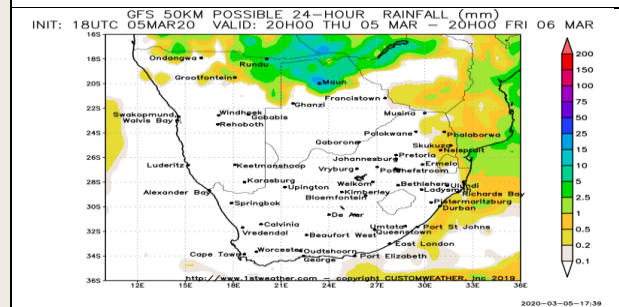 GFS 50KM POSSIBLE 24-HOUR RAINFALL (mm)
INIT: 18UTC 05MAR20 VALID: 20H00 THU 05 MAR - 20H00 FRI 06 MAR
16S
18S
20S
22S
24S
26S
28S
30S
32S
34S
36S
Ondangwa
Rundu
Grootfontein
Maun
Ghanzi
Francistown
Swakopmund
Walvis Bay
Windhoek
Gobabis
Rehoboth
Musina
Polokwane
Phalaborwa
Gaborone
Skukuza
Nelspruit
Pretoria
Johannesburg
Ermelo
Luderitz
Keetmanshoop
Vryburg
Potchefstroom
Karasburg
Welkom
Bethlehem
Ulundi
Alexander Bay
Upington
Kimberley
Ladysmith
Richards Bay
Springbok
Bloemfontein
Pietermaritzburg
Durban
De Aar
Calvinia
Umtata
Port St Johns
Vredendal
Beaufort West
Queenstown
East London
Cape Town
Worcester
Oudtshoorn
George
Port Elizabeth
http://www.1stweather.com - copyright CUSTOMWEATHER, Inc 2019
12E
15E
18E
21E
24E
27E
30E
33E
36E
200
150
100
75
50
25
15
10
5
2.5
1
0.5
0.2
0.1
2020-03-05-17:39